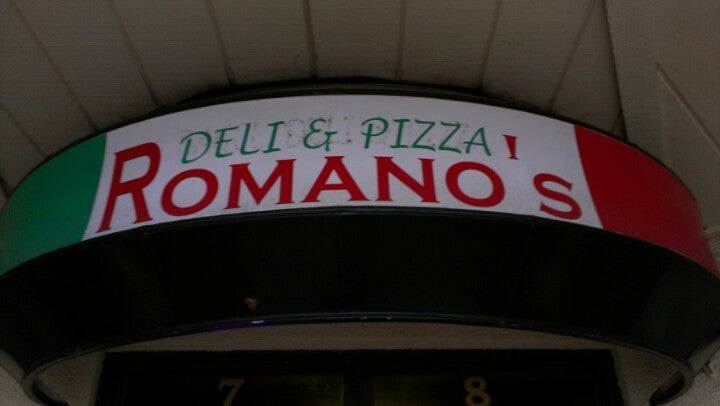 DELI & PIZZA
ROMANO'S
7 8